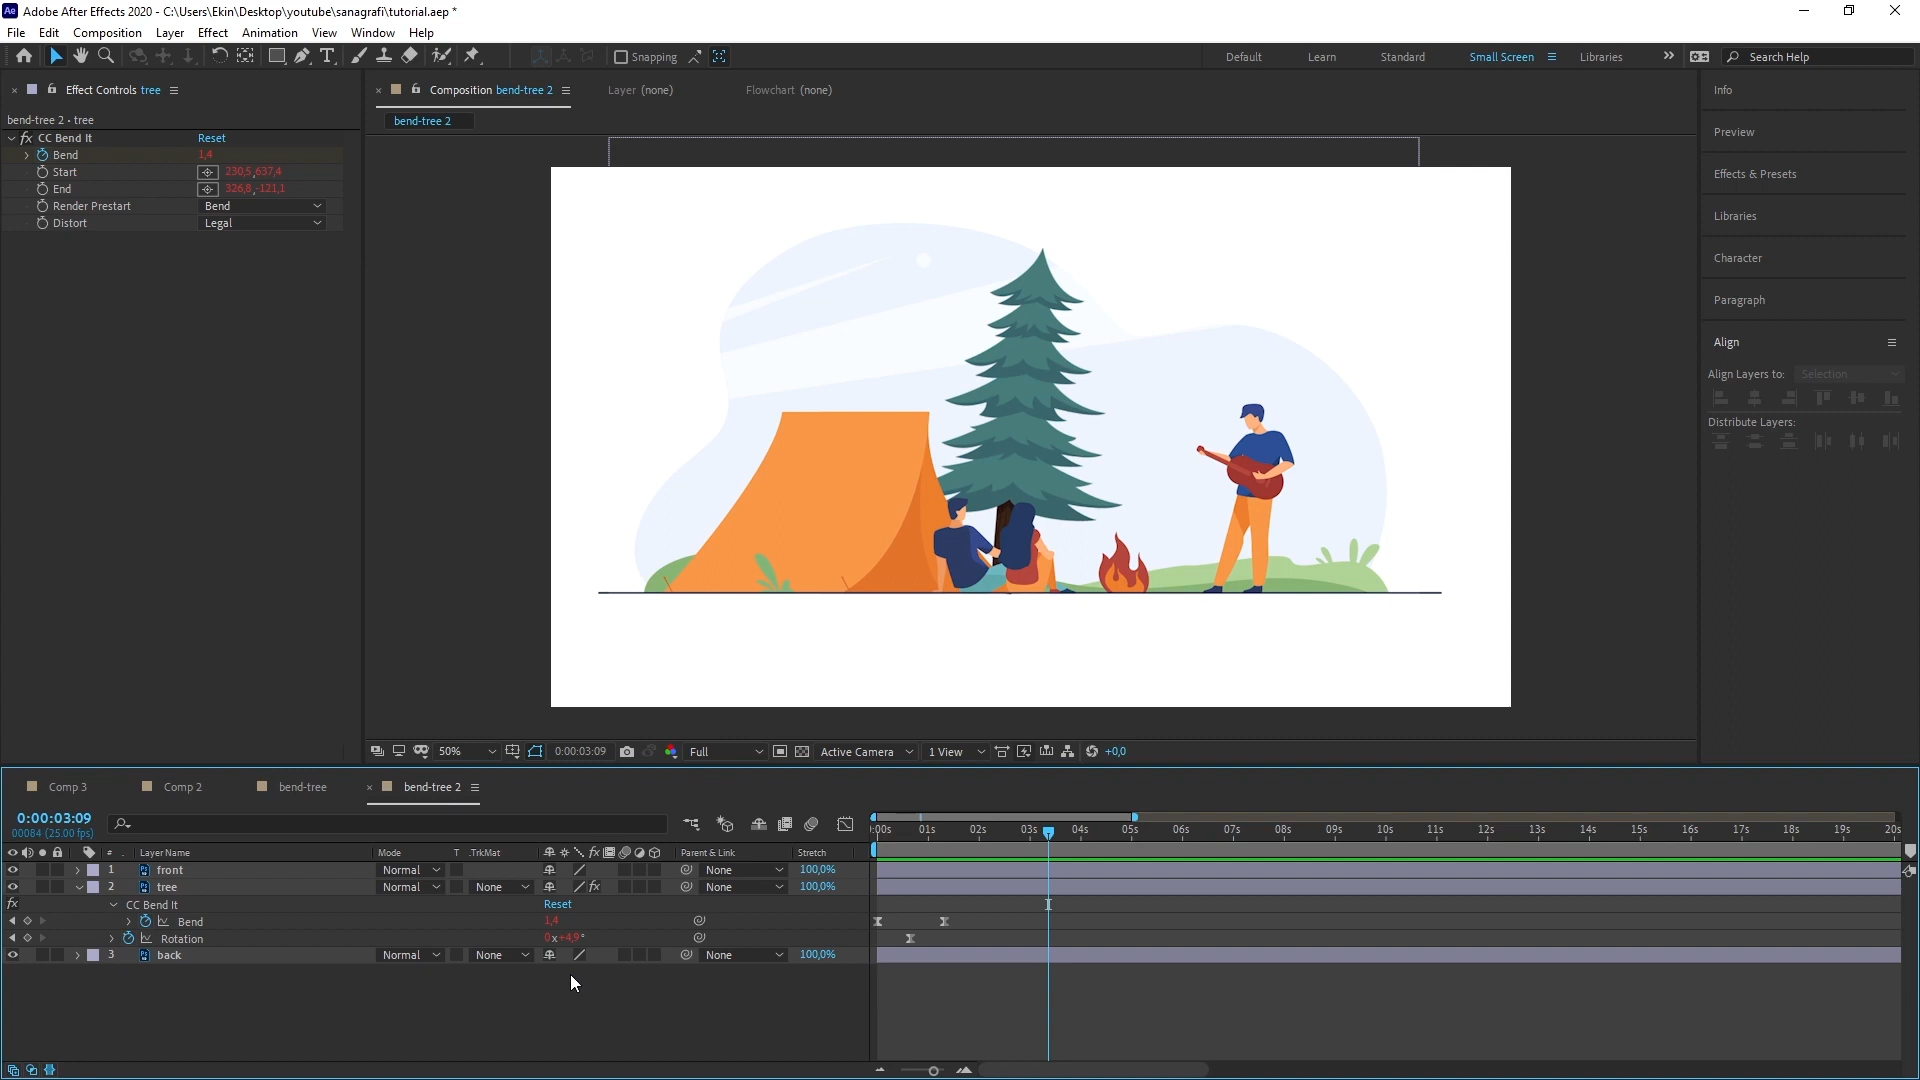 Ae Adobe After Effects 2020 - C:\Users\Ekin\Desktop\youtube\sanagrafi\tutorial.aep *
File Edit Composition Layer Effect Animation View Window Help
Snapping Default Learn Standard Small Screen Libraries Search Help
Effect Controls tree
Composition bend-tree 2 Layer (none) Flowchart (none)
Info
bend-tree 2 • tree
bend-tree 2
CC Bend It Reset
Bend 1,4
Start 230,5,637,4
End 326,8,-121,1
Render Prestart Bend
Distort Legal
Preview
Effects & Presets
Libraries
Character
Paragraph
Align
Align Layers to: Selection
Distribute Layers:
50% 0:00:03:09 Full Active Camera 1 View +0,0
Comp 3 Comp 2 bend-tree bend-tree 2
0:00:03:09
00084 (25.00 fps)
:00s 01s 02s 03s 04s 05s 06s 07s 08s 09s 10s 11s 12s 13s 14s 15s 16s 17s 18s 19s 20s
# . Layer Name Mode T .TrkMat Parent & Link Stretch
1 front Normal None 100,0%
2 tree Normal None None 100,0%
fx CC Bend It Reset
Bend 1,4
Rotation 0x+4,9°
3 back Normal None None 100,0%